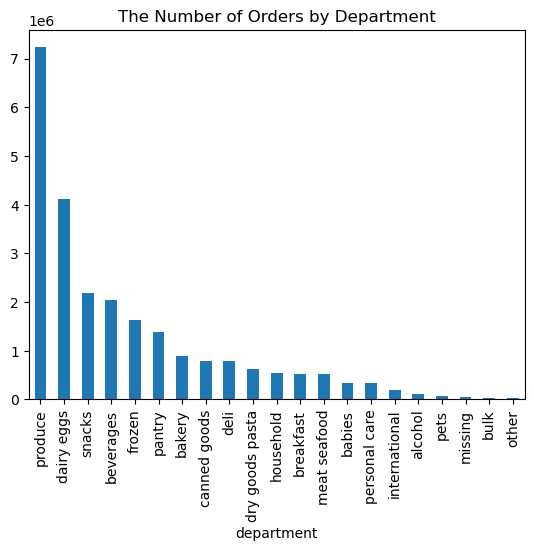 The Number of Orders by Department
1e6
7
6
5
4
3
2
1
0
produce
dairy eggs
snacks
beverages
frozen
pantry
bakery
canned goods
deli
dry goods pasta
household
breakfast
meat seafood
babies
personal care
international
alcohol
pets
missing
bulk
other
department